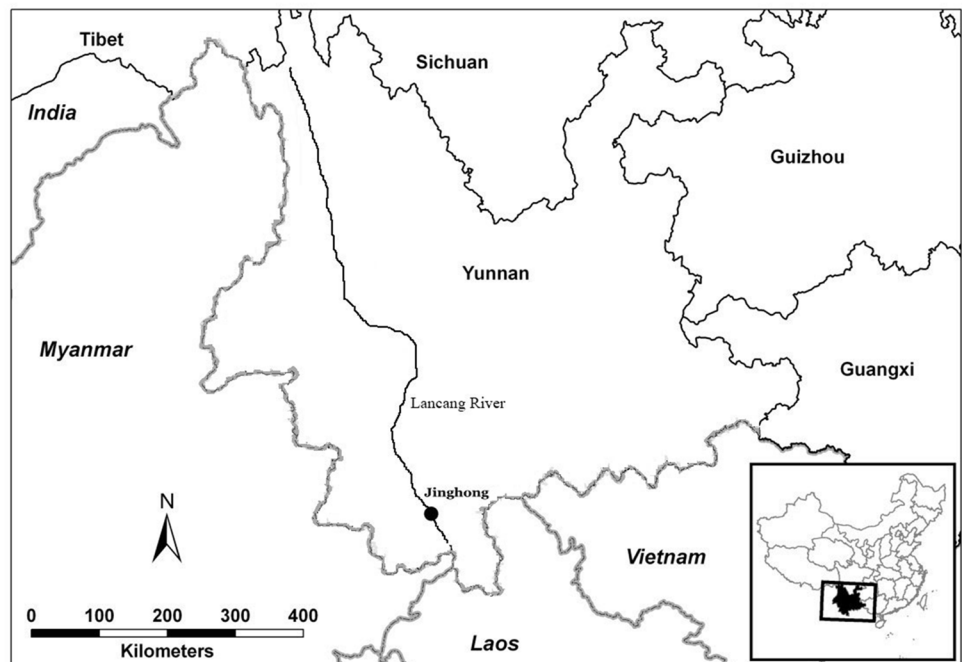 Tibet
Sichuan
India
Guizhou
Yunnan
Myanmar
Guangxi
Lancang River
Jinghong
N
Vietnam
0 100 200 300 400
Kilometers
Laos